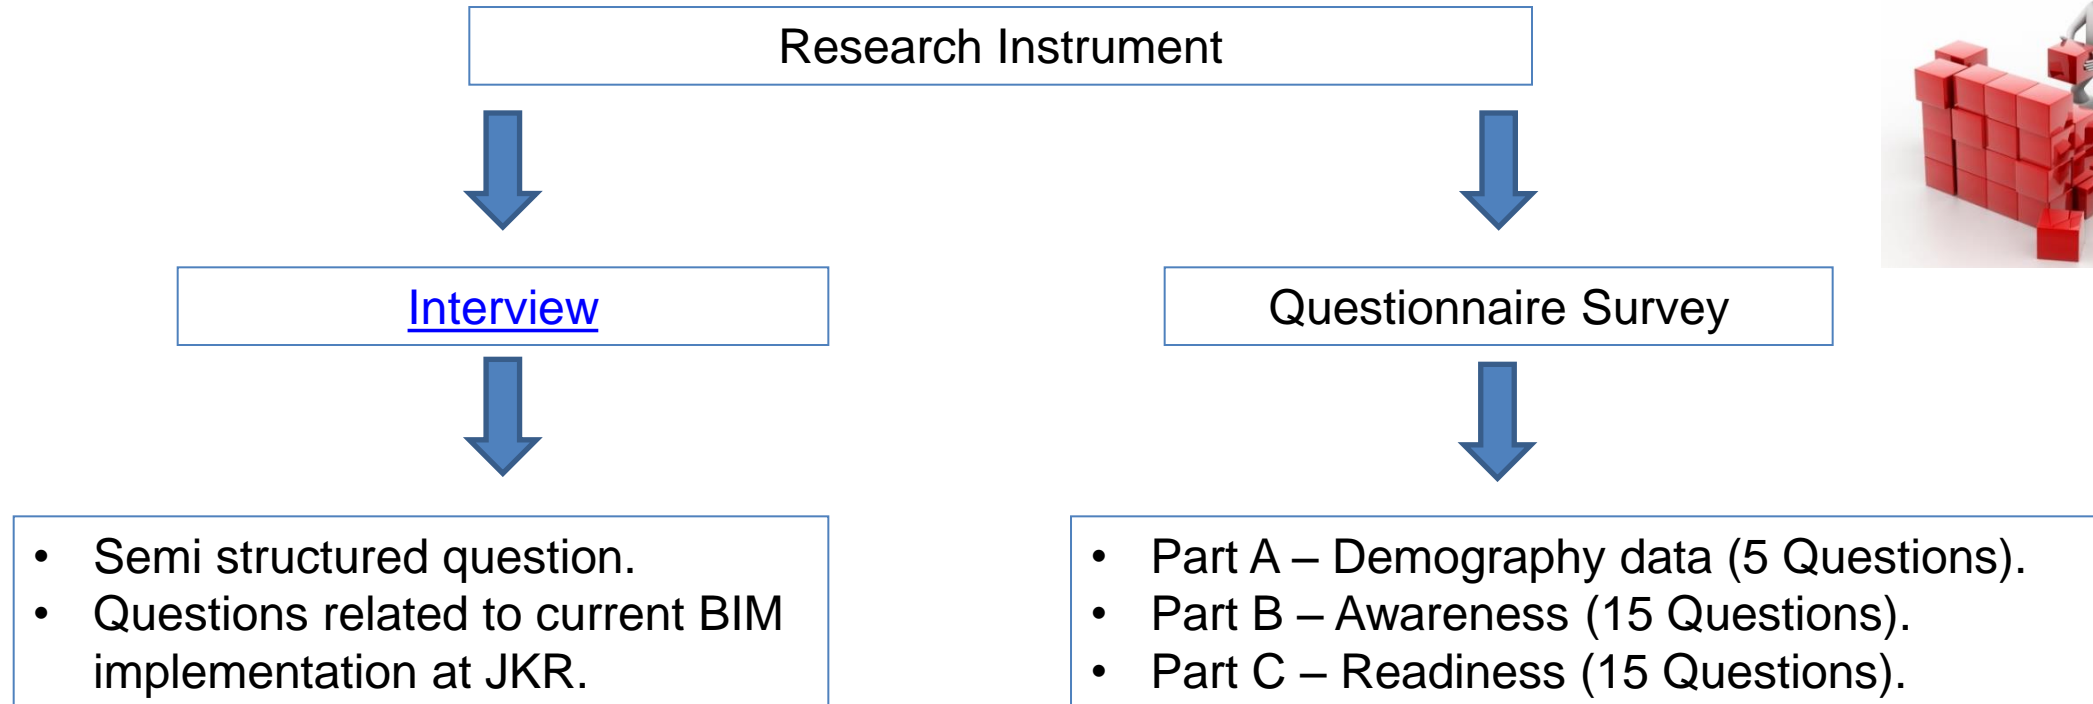 Research Instrument
Interview
Questionnaire Survey
• Semi structured question.
• Questions related to current BIM
implementation at JKR.
• Part A – Demography data (5 Questions).
• Part B – Awareness (15 Questions).
• Part C – Readiness (15 Questions).